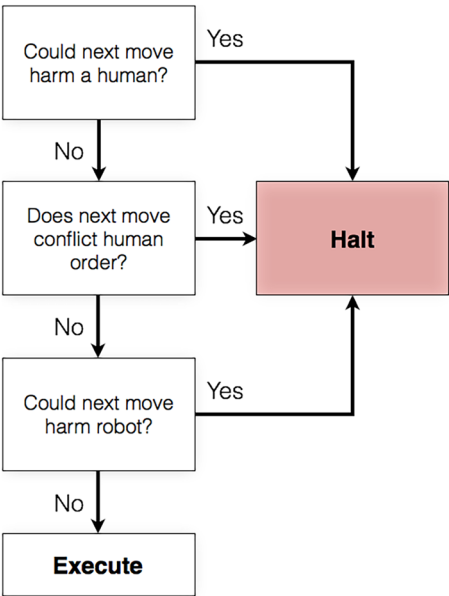 Could next move
harm a human?
Yes
No
Does next move
conflict human
order?
Yes
Halt
No
Could next move
harm robot?
Yes
No
Execute